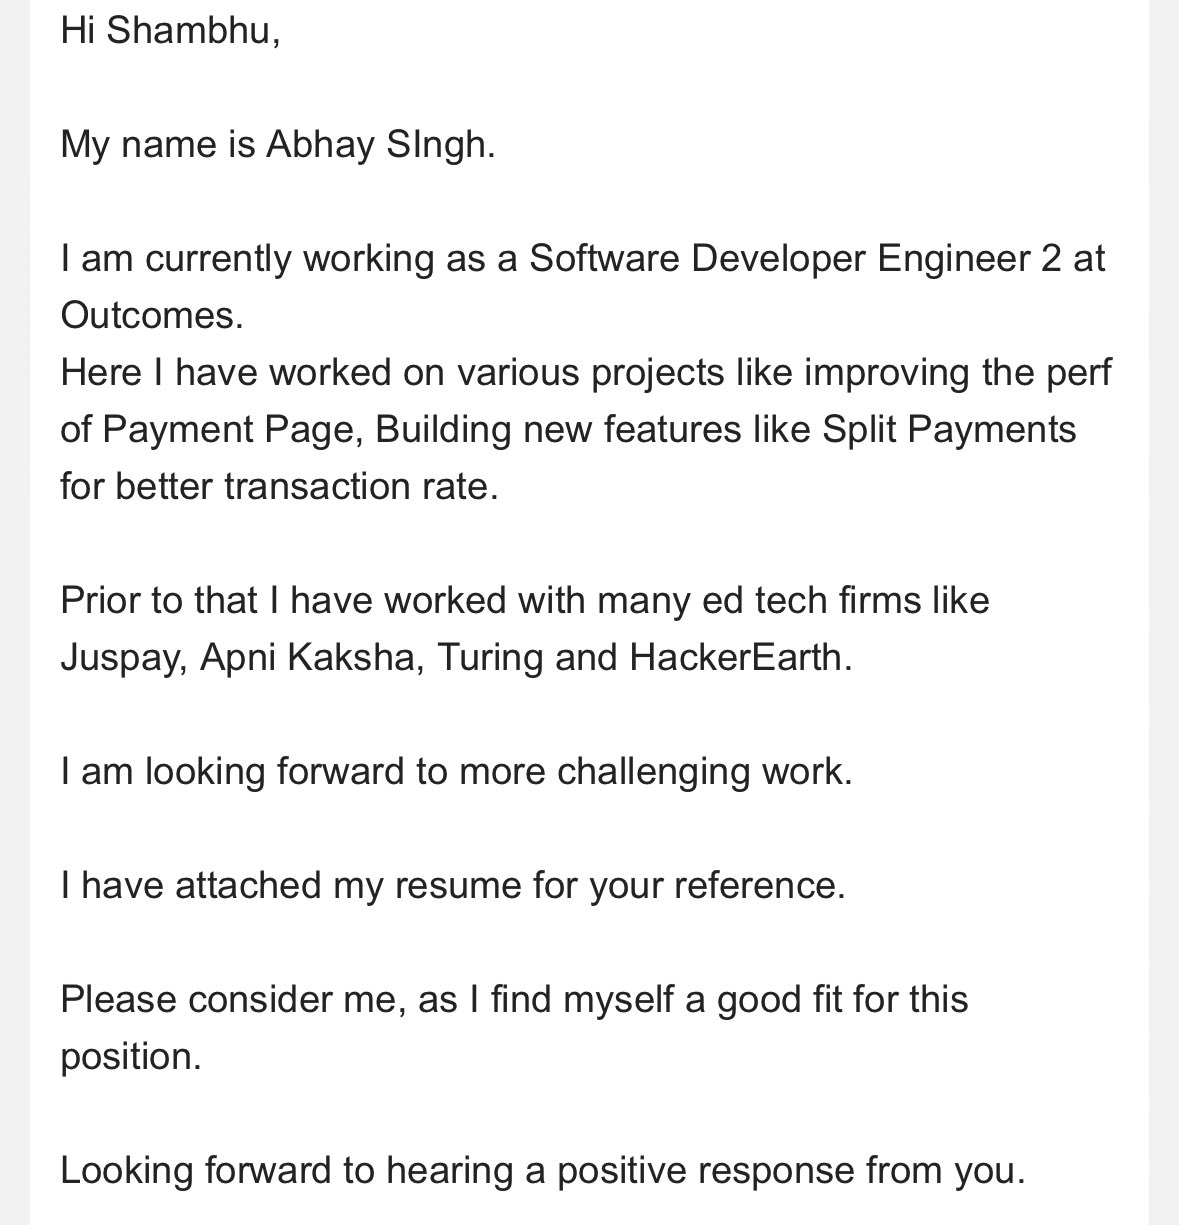 Hi Shambhu,
My name is Abhay SIngh.
I am currently working as a Software Developer Engineer 2 at
Outcomes.
Here I have worked on various projects like improving the perf
of Payment Page, Building new features like Split Payments
for better transaction rate.
Prior to that I have worked with many ed tech firms like
Juspay, Apni Kaksha, Turing and HackerEarth.
I am looking forward to more challenging work.
I have attached my resume for your reference.
Please consider me, as I find myself a good fit for this
position.
Looking forward to hearing a positive response from you.